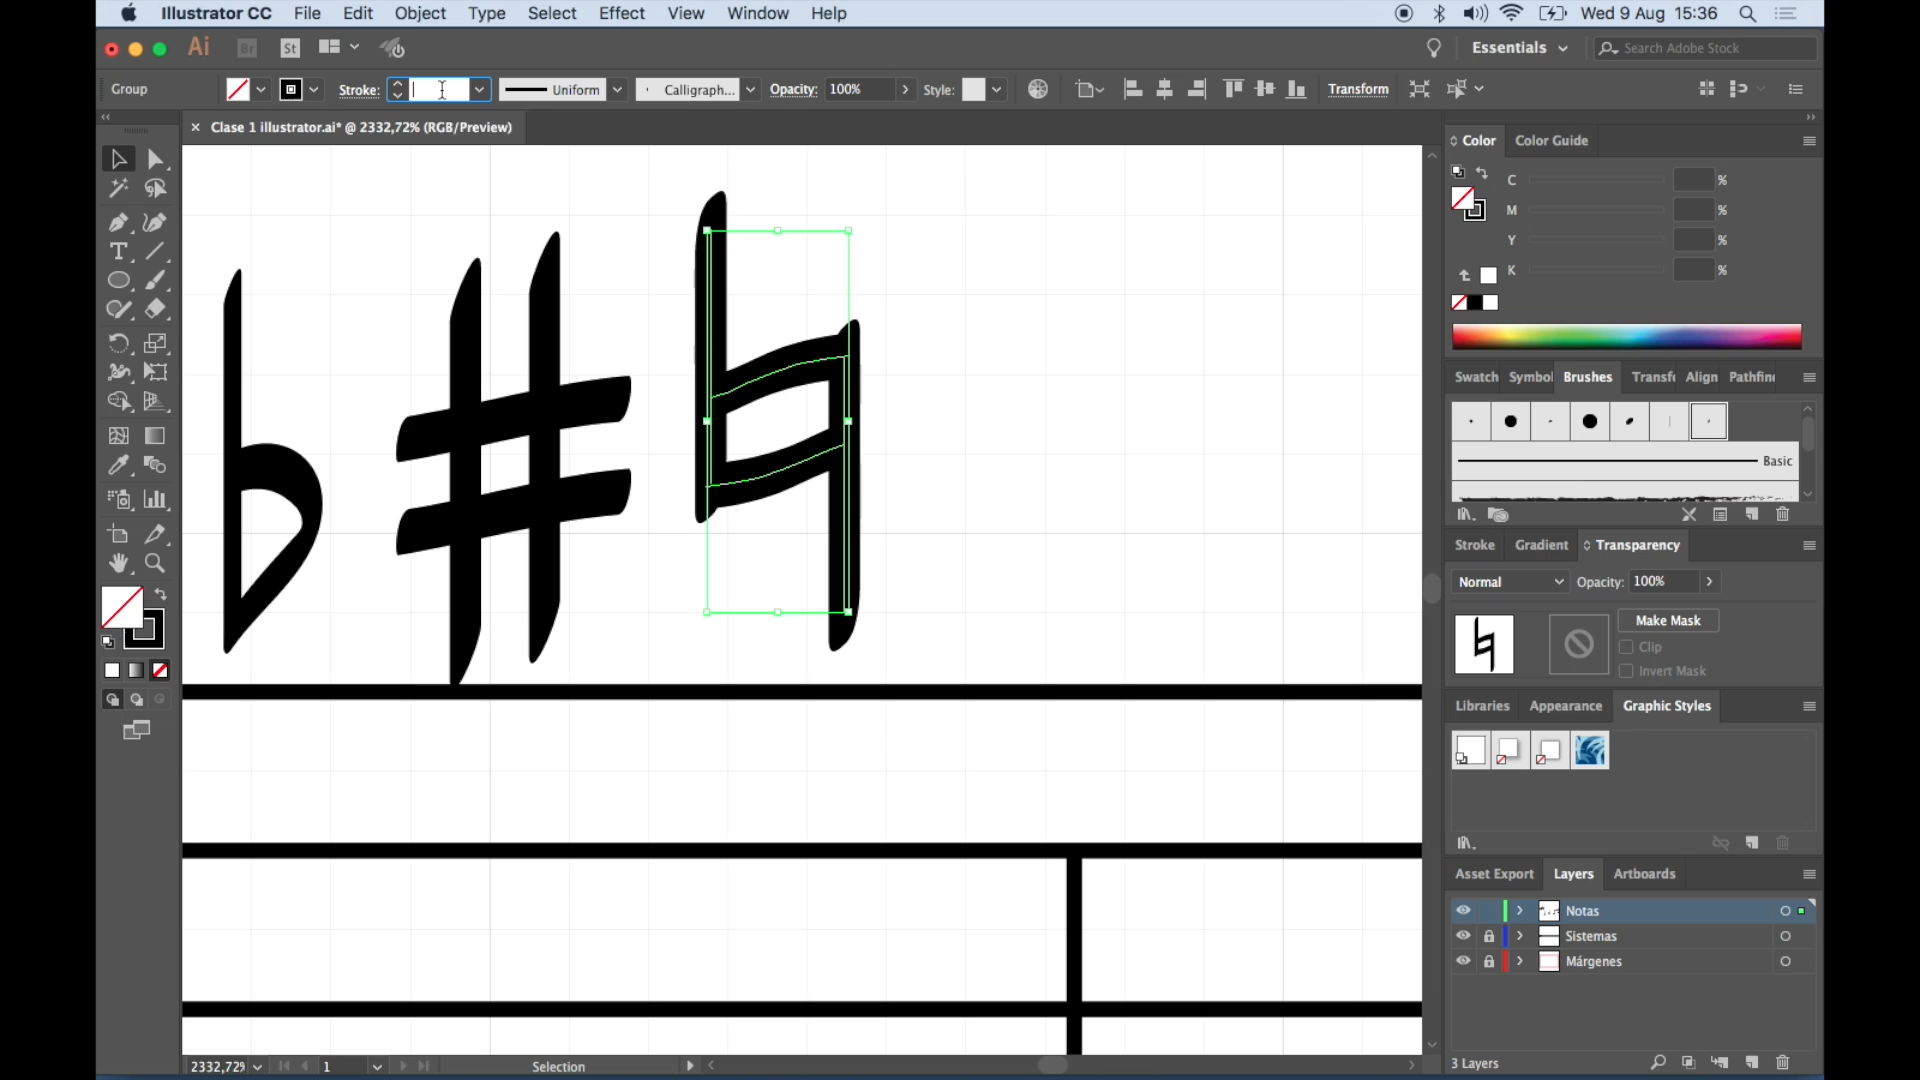 Illustrator CC File Edit Object Type Select Effect View Window Help Wed 9 Aug 15:36
Ai Br St Essentials Search Adobe Stock
Group Stroke: Uniform Calligraph... Opacity: 100% Style: Transform
Clase 1 illustrator.ai* @ 2332,72% (RGB/Preview)
Color Color Guide
C %
M %
Y %
K %
Swatch Symbol Brushes Transf Align Pathfin
Basic
Stroke Gradient Transparency
Normal Opacity: 100%
Make Mask
Clip
Invert Mask
Libraries Appearance Graphic Styles
Asset Export Layers Artboards
Notas
Sistemas
Márgenes
2332,72% 1 Selection
3 Layers